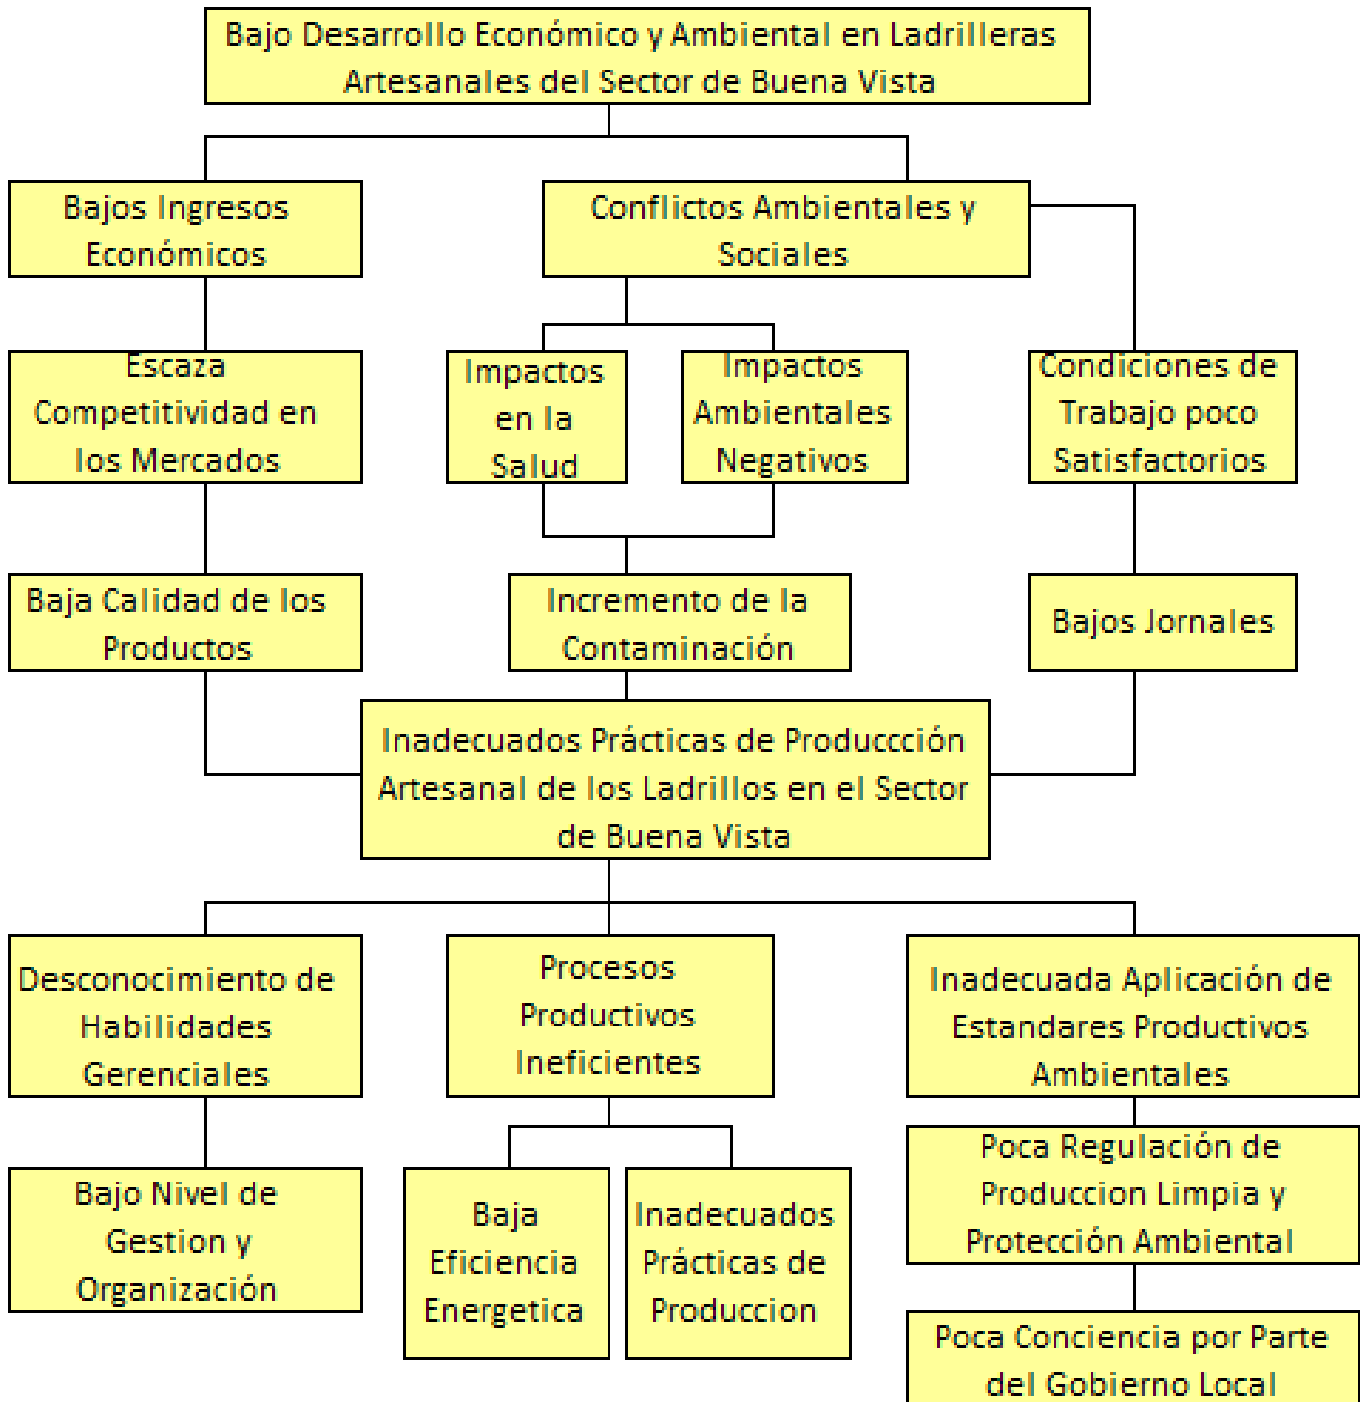 Bajo Desarrollo Económico y Ambiental en Ladrilleras
Artesanales del Sector de Buena Vista
Bajos Ingresos
Económicos
Conflictos Ambientales y
Sociales
Escaza
Competitividad en
los Mercados
Impactos
en la
Salud
Impactos
Ambientales
Negativos
Condiciones de
Trabajo poco
Satisfactorios
Baja Calidad de los
Productos
Incremento de la
Contaminación
Bajos Jornales
Inadecuados Prácticas de Produccción
Artesanal de los Ladrillos en el Sector
de Buena Vista
Desconocimiento de
Habilidades
Gerenciales
Procesos
Productivos
Ineficientes
Inadecuada Aplicación de
Estandares Productivos
Ambientales
Bajo Nivel de
Gestion y
Organización
Baja
Eficiencia
Energetica
Inadecuados
Prácticas de
Produccion
Poca Regulación de
Produccion Limpia y
Protección Ambiental
Poca Conciencia por Parte
del Gobierno Local